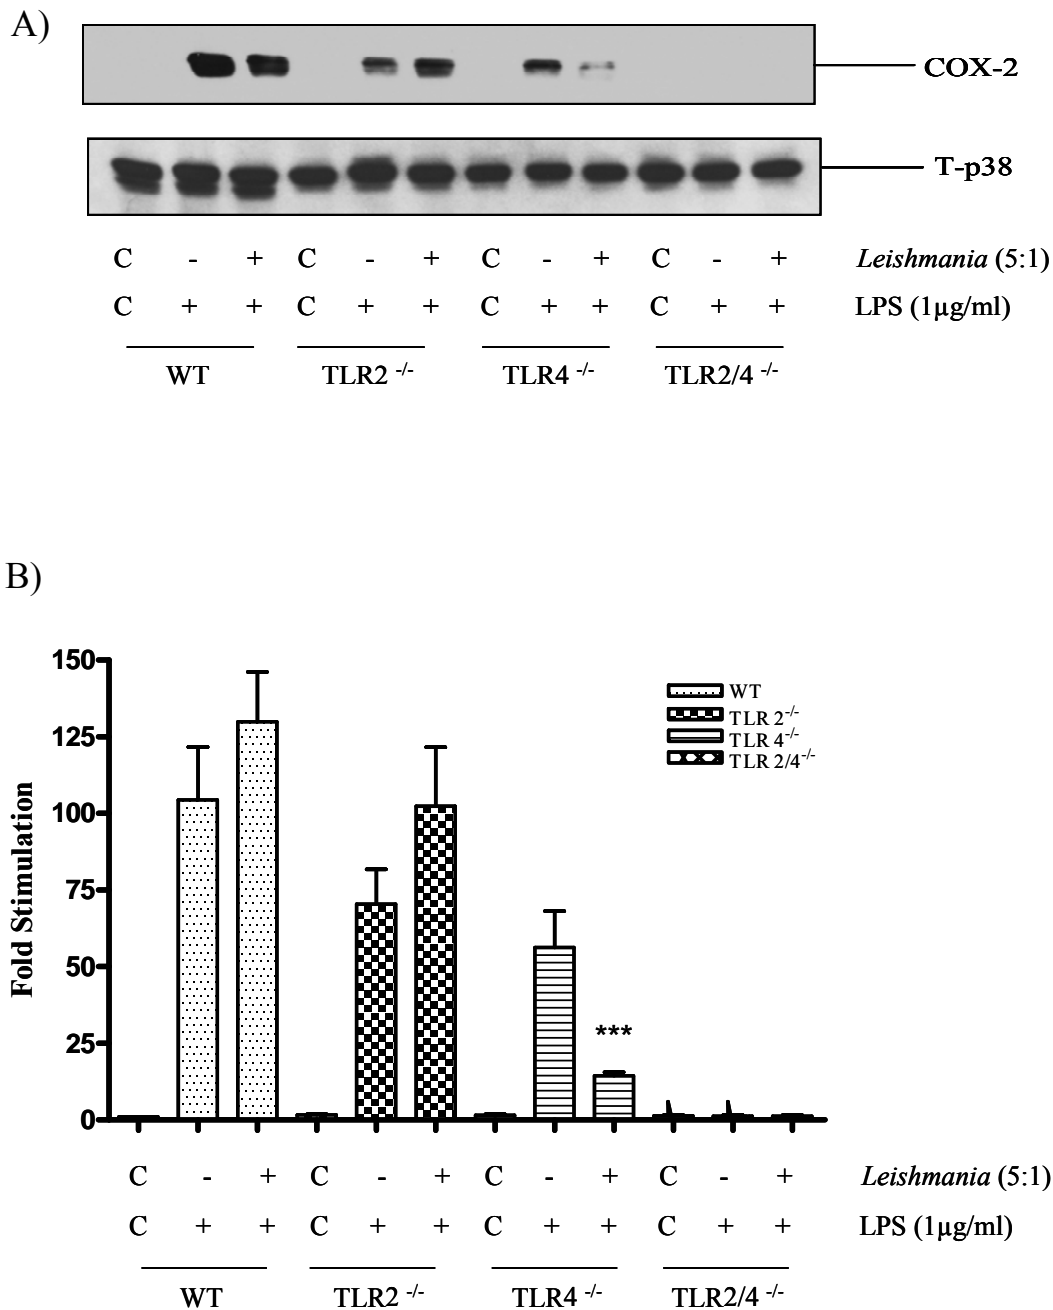 A)
COX-2
T-p38
C - + C - + C - + C - + Leishmania (5:1)
C + + C + + C + + C + + LPS (1µg/ml)
WT TLR2 -/- TLR4 -/- TLR2/4 -/-
B)
Fold Stimulation
150
125
100
75
50
25
0
WT
TLR 2-/-
TLR 4-/-
TLR 2/4-/-
***
C - + C - + C - + C - + Leishmania (5:1)
C + + C + + C + + C + + LPS (1µg/ml)
WT TLR2 -/- TLR4 -/- TLR2/4 -/-